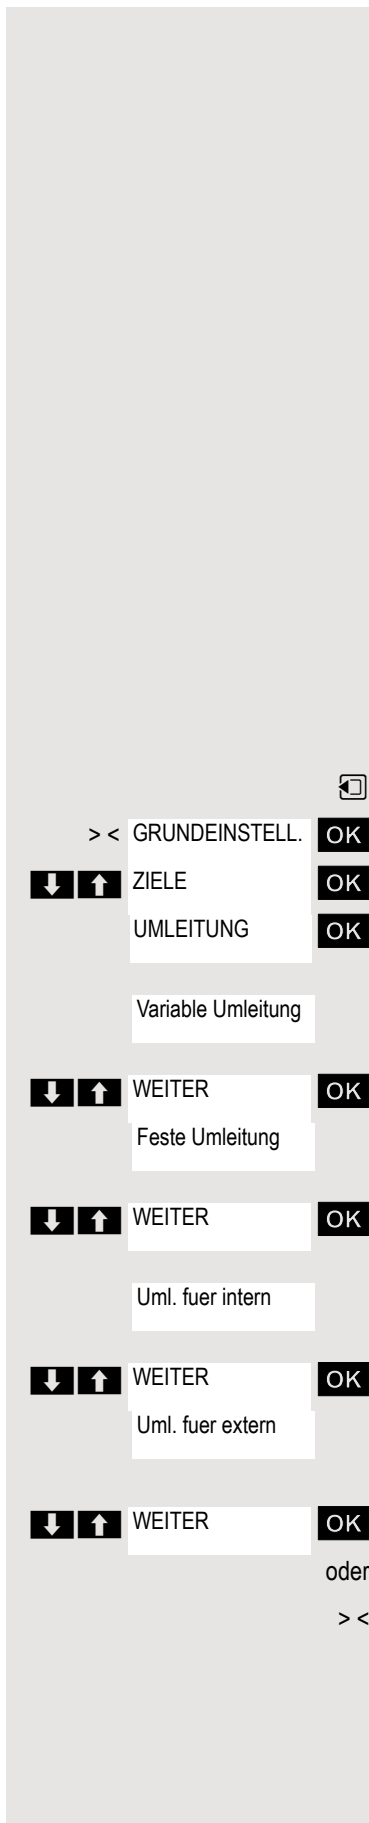 > < GRUNDEINSTELL. OK
ZIELE OK
UMLEITUNG OK
Variable Umleitung
WEITER OK
Feste Umleitung
WEITER OK
Uml. fuer intern
WEITER OK
Uml. fuer extern
WEITER OK
oder
> <